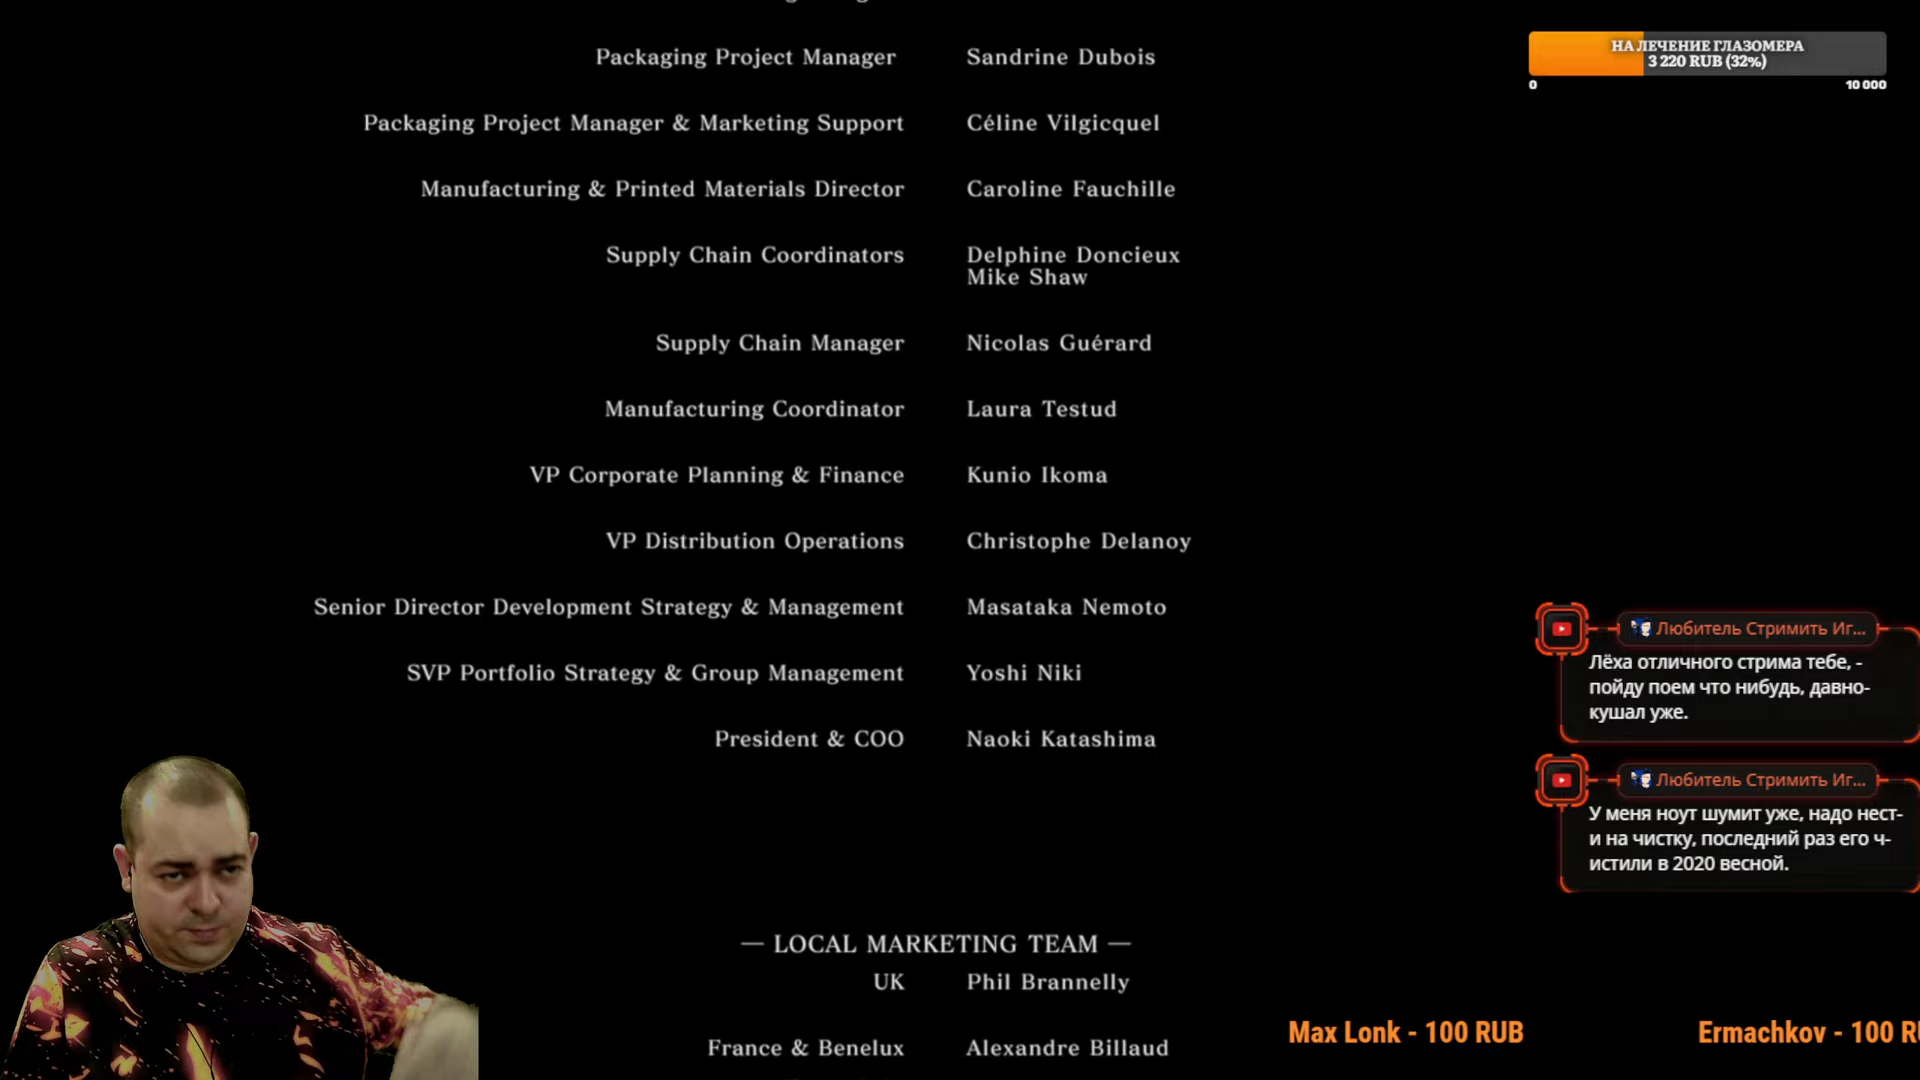 Packaging Project Manager Sandrine Dubois
Packaging Project Manager & Marketing Support Céline Vilgicquel
Manufacturing & Printed Materials Director Caroline Fauchille
Supply Chain Coordinators Delphine Doncieux
Mike Shaw
Supply Chain Manager Nicolas Guérard
Manufacturing Coordinator Laura Testud
VP Corporate Planning & Finance Kunio Ikoma
VP Distribution Operations Christophe Delanoy
Senior Director Development Strategy & Management Masataka Nemoto
SVP Portfolio Strategy & Group Management Yoshi Niki
President & COO Naoki Katashima
— LOCAL MARKETING TEAM —
UK Phil Brannelly
France & Benelux Alexandre Billaud
НА ЛЕЧЕНИЕ ГЛАЗОМЕРА
3 220 RUB (32%)
0 10 000
Любитель Стримить Иг...
Лёха отличного стрима тебе, -
пойду поем что нибудь, давно-
кушал уже.
Любитель Стримить Иг...
У меня ноут шумит уже, надо нест-
и на чистку, последний раз его ч-
истили в 2020 весной.
Max Lonk - 100 RUB
Ermachkov - 100 RU